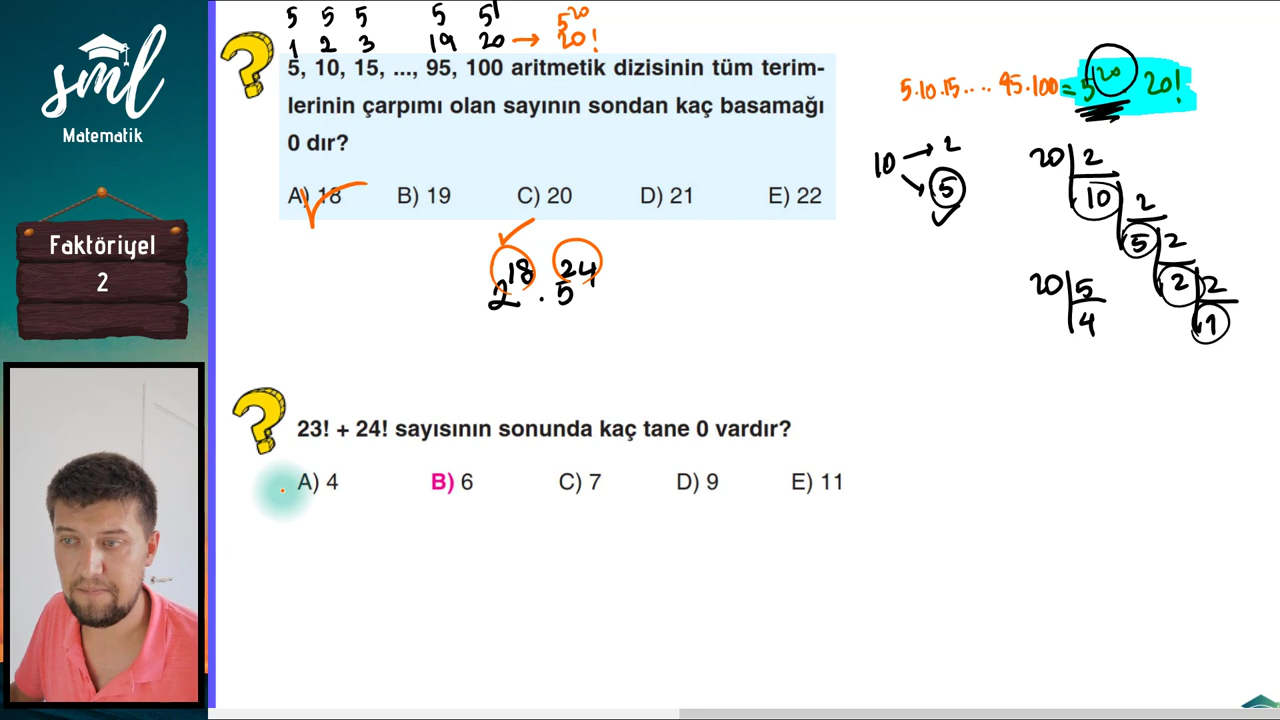 sml
Matematik
Faktöriyel
2
5 5 5 5 5¹ 5²⁰
1 2 3 19 20 → 20!
5, 10, 15, ..., 95, 100 aritmetik dizisinin tüm terim-
lerinin çarpımı olan sayının sondan kaç basamağı
0 dır?
A) 18 B) 19 C) 20 D) 21 E) 22
2¹⁸ . 5²⁴
5.10.15.... 95.100 = 5²⁰ 20!
10 → 2
5
20 2
10 2
5 2
2 2
1
20 5
4
23! + 24! sayısının sonunda kaç tane 0 vardır?
A) 4 B) 6 C) 7 D) 9 E) 11